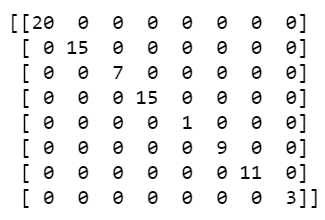 [[20  0  0  0  0  0  0  0]
 [ 0 15  0  0  0  0  0  0]
 [ 0  0  7  0  0  0  0  0]
 [ 0  0  0 15  0  0  0  0]
 [ 0  0  0  0  1  0  0  0]
 [ 0  0  0  0  0  9  0  0]
 [ 0  0  0  0  0  0 11  0]
 [ 0  0  0  0  0  0  0  3]]